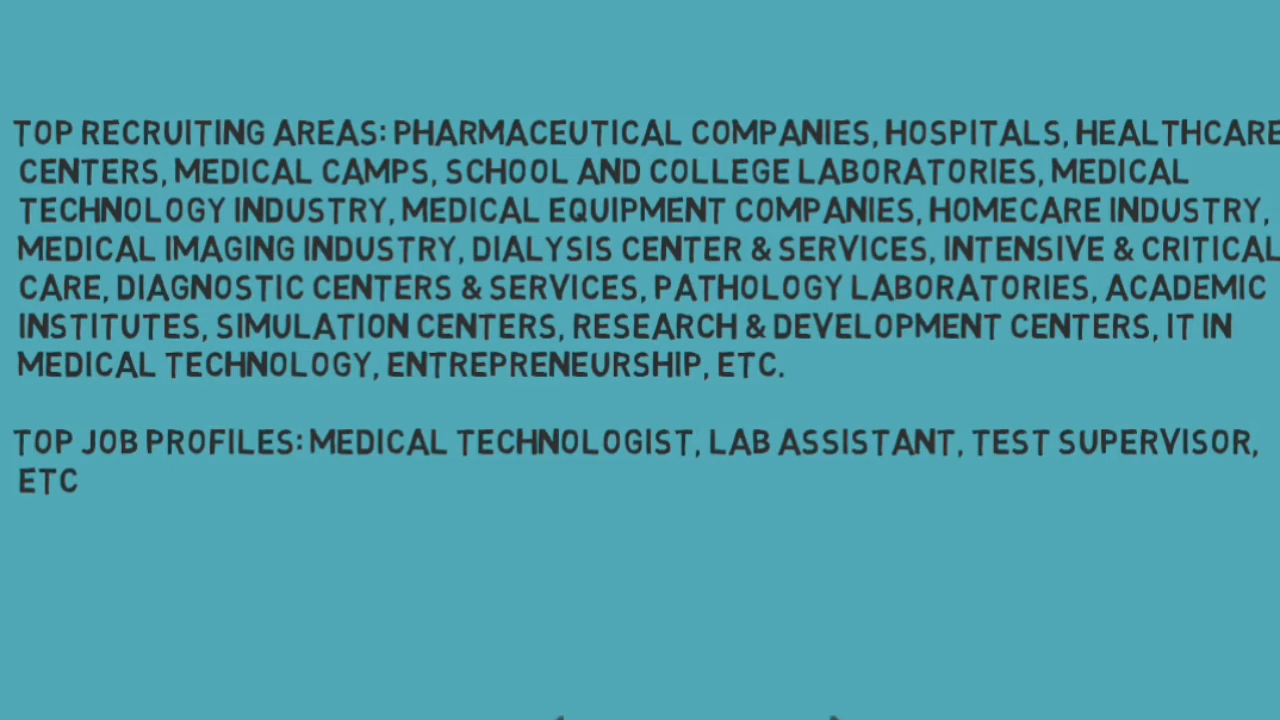 TOP RECRUITING AREAS: PHARMACEUTICAL COMPANIES, HOSPITALS, HEALTHCARE
CENTERS, MEDICAL CAMPS, SCHOOL AND COLLEGE LABORATORIES, MEDICAL
TECHNOLOGY INDUSTRY, MEDICAL EQUIPMENT COMPANIES, HOMECARE INDUSTRY,
MEDICAL IMAGING INDUSTRY, DIALYSIS CENTER & SERVICES, INTENSIVE & CRITICAL
CARE, DIAGNOSTIC CENTERS & SERVICES, PATHOLOGY LABORATORIES, ACADEMIC
INSTITUTES, SIMULATION CENTERS, RESEARCH & DEVELOPMENT CENTERS, IT IN
MEDICAL TECHNOLOGY, ENTREPRENEURSHIP, ETC.
TOP JOB PROFILES: MEDICAL TECHNOLOGIST, LAB ASSISTANT, TEST SUPERVISOR,
ETC